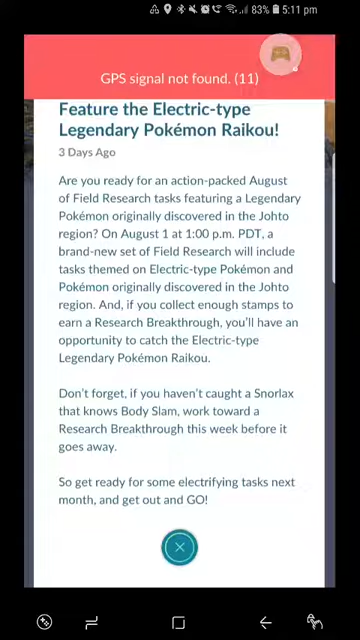 83% 5:11 pm
GPS signal not found. (11)
Feature the Electric-type
Legendary Pokémon Raikou!
3 Days Ago
Are you ready for an action-packed August
of Field Research tasks featuring a Legendary
Pokémon originally discovered in the Johto
region? On August 1 at 1:00 p.m. PDT, a
brand-new set of Field Research will include
tasks themed on Electric-type Pokémon and
Pokémon originally discovered in the Johto
region. And, if you collect enough stamps to
earn a Research Breakthrough, you'll have an
opportunity to catch the Electric-type
Legendary Pokémon Raikou.
Don't forget, if you haven't caught a Snorlax
that knows Body Slam, work toward a
Research Breakthrough this week before it
goes away.
So get ready for some electrifying tasks next
month, and get out and GO!